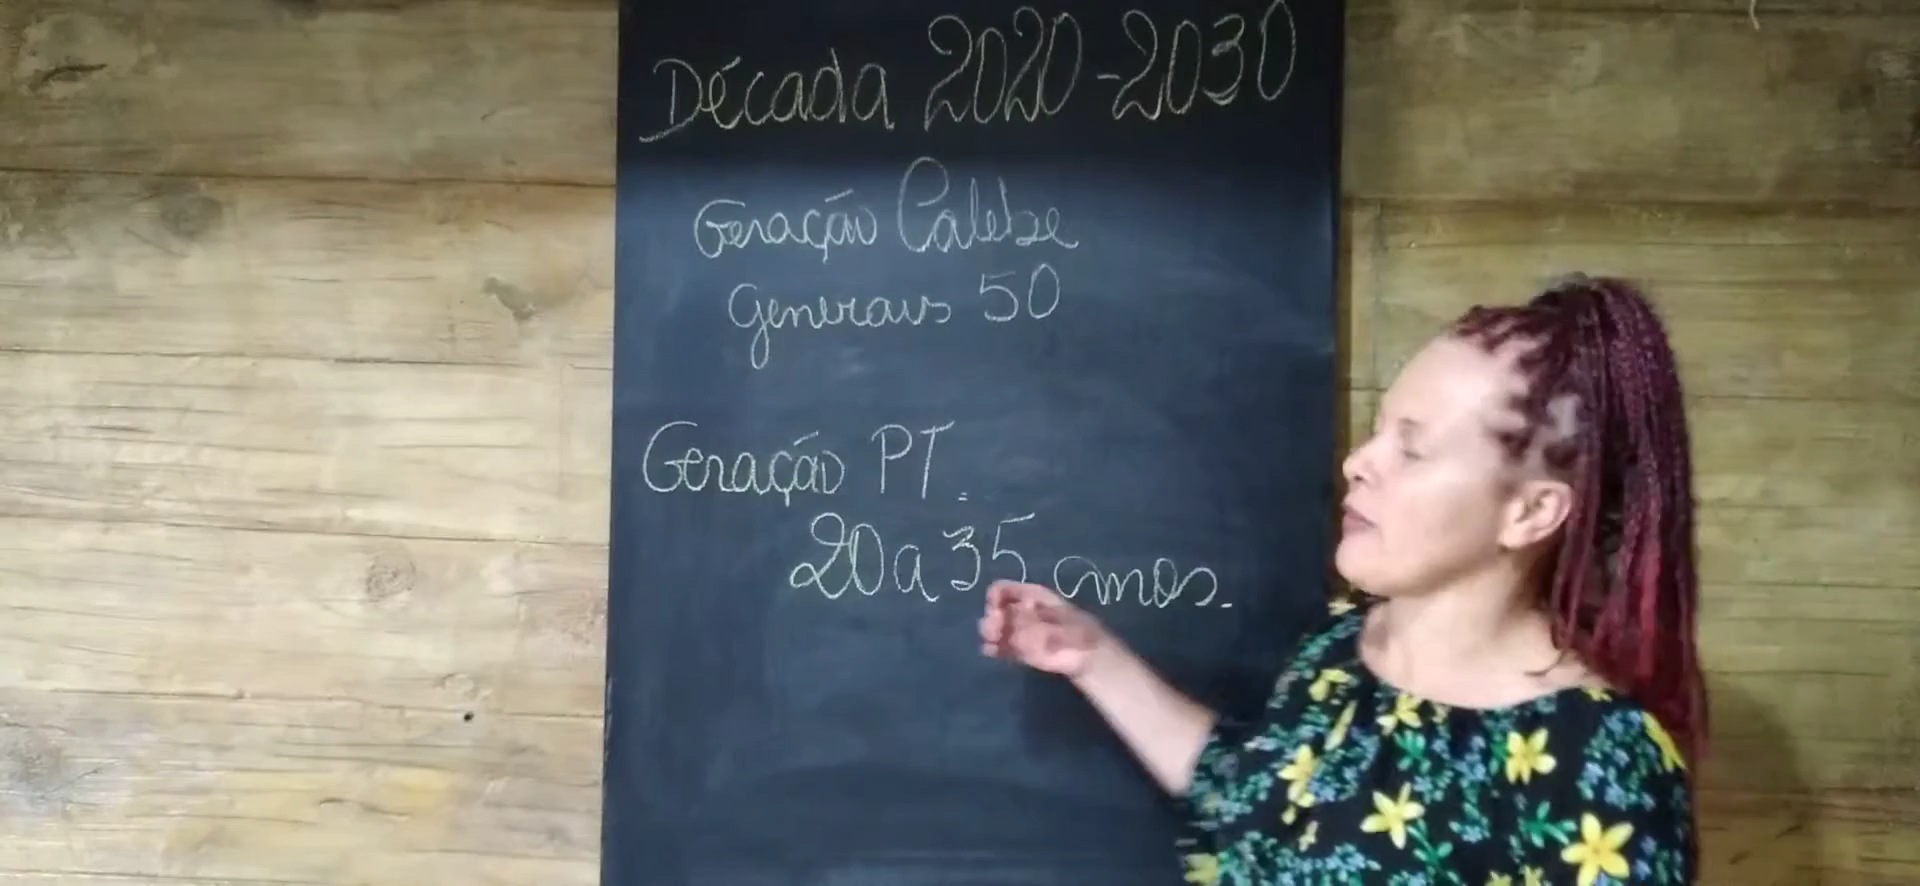 Década 2020-2030
Geração Calebe
generais 50
Geração PT.
20 a 35 anos.